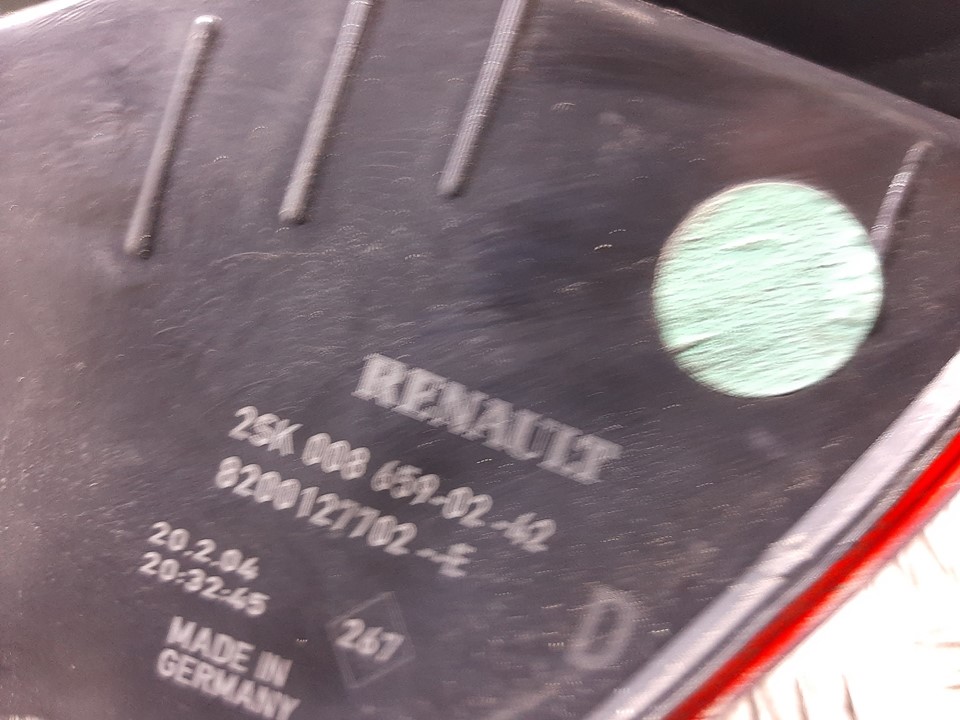 RENAULT
2SK 008 659-02-42
8200127702--E
20.2.04
20:32:45
267
D
MADE IN
GERMANY